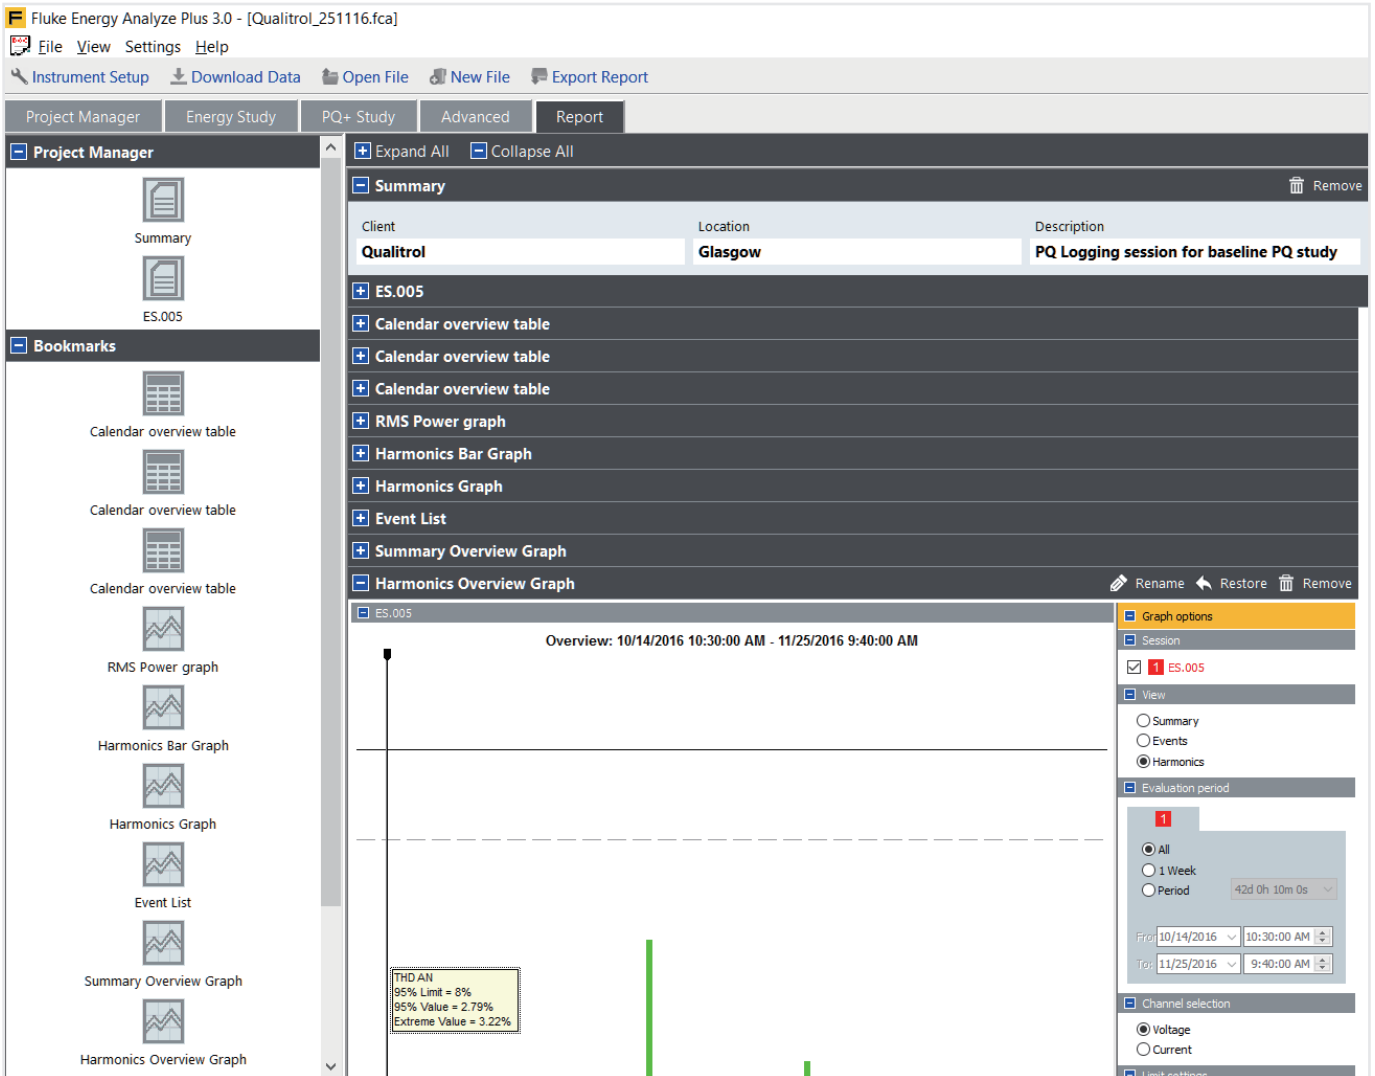 Fluke Energy Analyze Plus 3.0 - [Qualitrol_251116.fca]
File View Settings Help
Instrument Setup Download Data Open File New File Export Report
Project Manager Energy Study PQ+ Study Advanced Report
Project Manager
Summary
ES.005
Bookmarks
Calendar overview table
Calendar overview table
Calendar overview table
RMS Power graph
Harmonics Bar Graph
Harmonics Graph
Event List
Summary Overview Graph
Harmonics Overview Graph
Expand All Collapse All
Summary Remove
Client Location Description
Qualitrol Glasgow PQ Logging session for baseline PQ study
ES.005
Calendar overview table
Calendar overview table
Calendar overview table
RMS Power graph
Harmonics Bar Graph
Harmonics Graph
Event List
Summary Overview Graph
Harmonics Overview Graph Rename Restore Remove
ES.005
Overview: 10/14/2016 10:30:00 AM - 11/25/2016 9:40:00 AM
THD AN
95% Limit = 8%
95% Value = 2.79%
Extreme Value = 3.22%
Graph options
Session
1 ES.005
View
Summary
Events
Harmonics
Evaluation period
1
All
1 Week
Period 42d 0h 10m 0s
From 10/14/2016 10:30:00 AM
To: 11/25/2016 9:40:00 AM
Channel selection
Voltage
Current
Limit settings